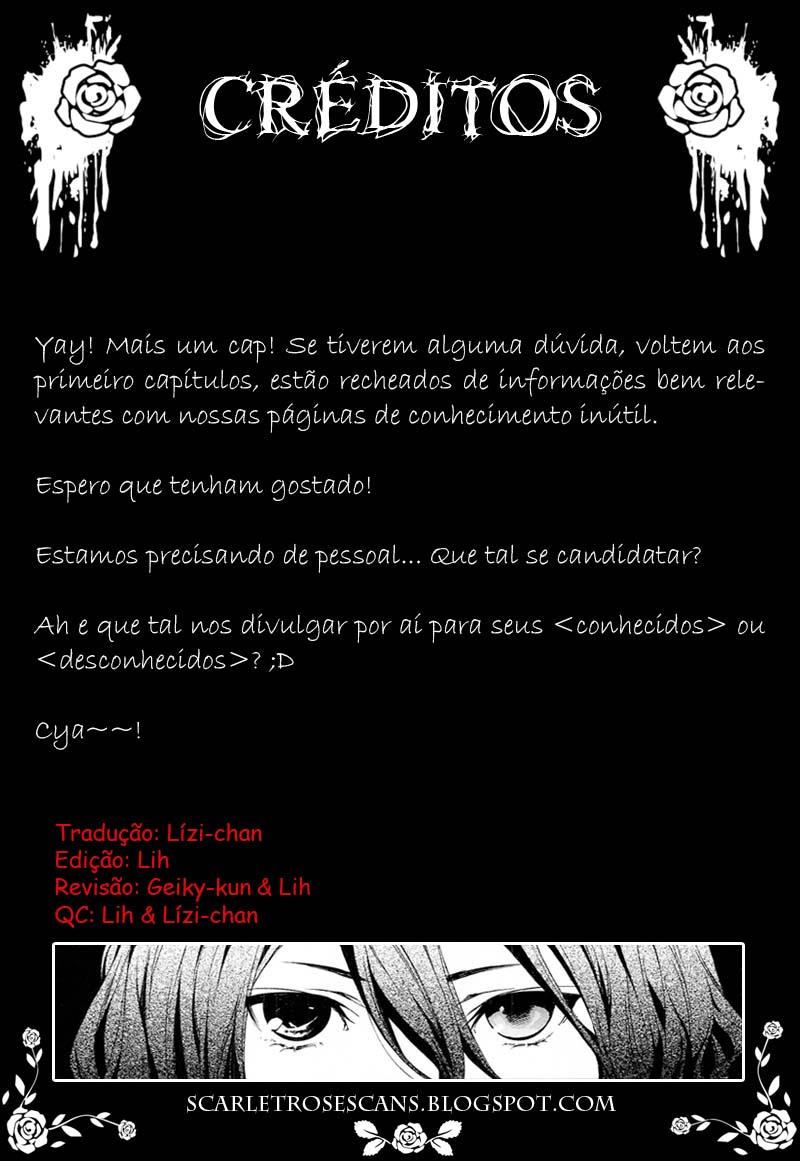 CRÉDITOS
Yay! Mais um cap! Se tiverem alguma dúvida, voltem aos
primeiro capítulos, estão recheados de informações bem rele-
vantes com nossas páginas de conhecimento inútil.
Espero que tenham gostado!
Estamos precisando de pessoal... Que tal se candidatar?
Ah e que tal nos divulgar por aí para seus <conhecidos> ou
<desconhecidos>? ;D
Cya~~!
Tradução: Lízi-chan
Edição: Lih
Revisão: Geiky-kun & Lih
QC: Lih & Lízi-chan
SCARLETROSESCANS.BLOGSPOT.COM